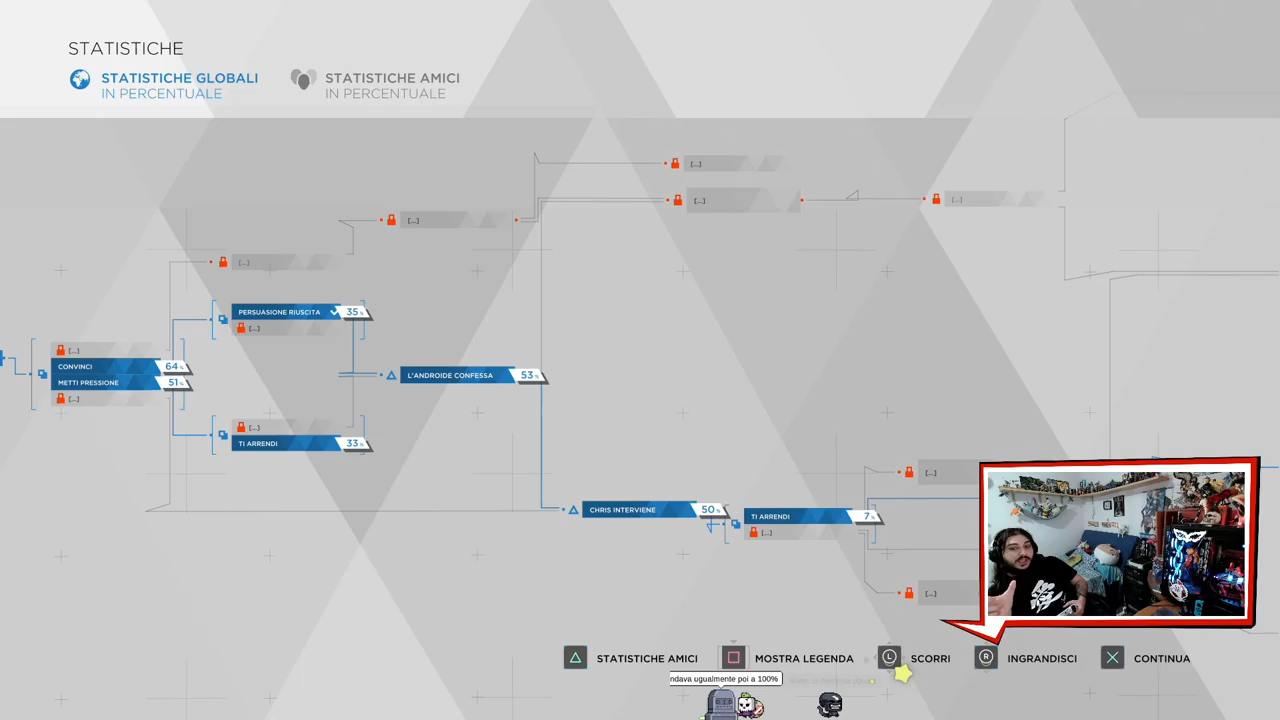 STATISTICHE
STATISTICHE GLOBALI
IN PERCENTUALE
STATISTICHE AMICI
IN PERCENTUALE
[...]
[...]
[...]
[...]
[...]
PERSUASIONE RIUSCITA 35%
[...]
[...]
CONVINCI 64%
METTI PRESSIONE 51%
[...]
L'ANDROIDE CONFESSA 53%
[...]
TI ARRENDI 33%
[...]
CHRIS INTERVIENE 50%
TI ARRENDI 7%
[...]
[...]
STATISTICHE AMICI
MOSTRA LEGENDA
L SCORRI
R INGRANDISCI
CONTINUA
ndava ugualmente poi a 100%